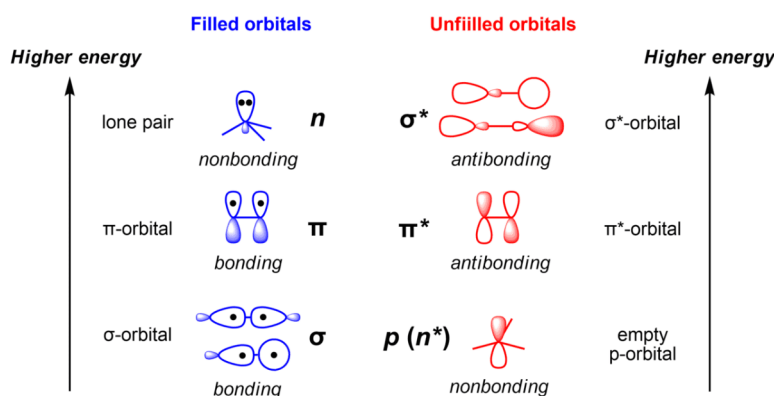 Filled orbitals
Unfiilled orbitals
Higher energy
Higher energy
lone pair
n
σ*
σ*-orbital
nonbonding
antibonding
π-orbital
π
π*
π*-orbital
bonding
antiibonding
σ-orbital
σ
p (n*)
empty
p-orbital
bonding
nonbonding